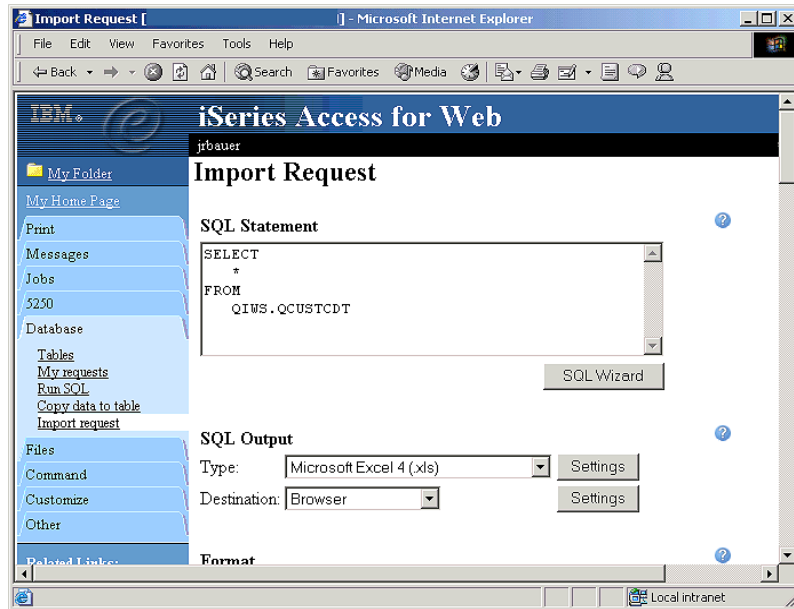 Import Request [ ] - Microsoft Internet Explorer
File Edit View Favorites Tools Help
Back Search Favorites Media
IBM® iSeries Access for Web
jrbauer
My Folder
My Home Page
Print
Messages
Jobs
5250
Database
Tables
My requests
Run SQL
Copy data to table
Import request
Files
Command
Customize
Other
Related Links:
Import Request
SQL Statement
SELECT
*
FROM
QIWS.QCUSTCDT
SQL Wizard
SQL Output
Type: Microsoft Excel 4 (.xls) Settings
Destination: Browser Settings
Format
Local intranet